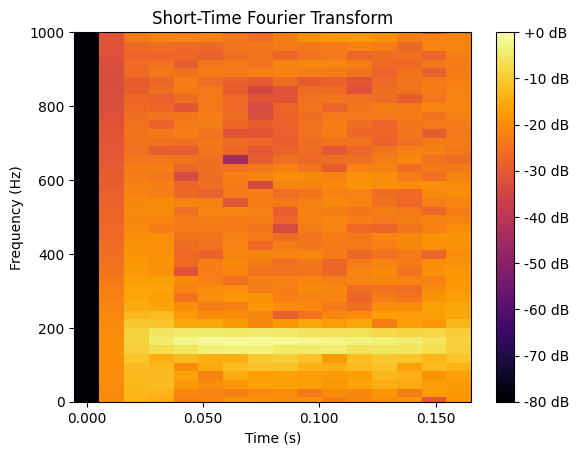 Short-Time Fourier Transform
1000
800
600
400
200
0
Frequency (Hz)
0.000
0.050
0.100
0.150
Time (s)
+0 dB
-10 dB
-20 dB
-30 dB
-40 dB
-50 dB
-60 dB
-70 dB
-80 dB